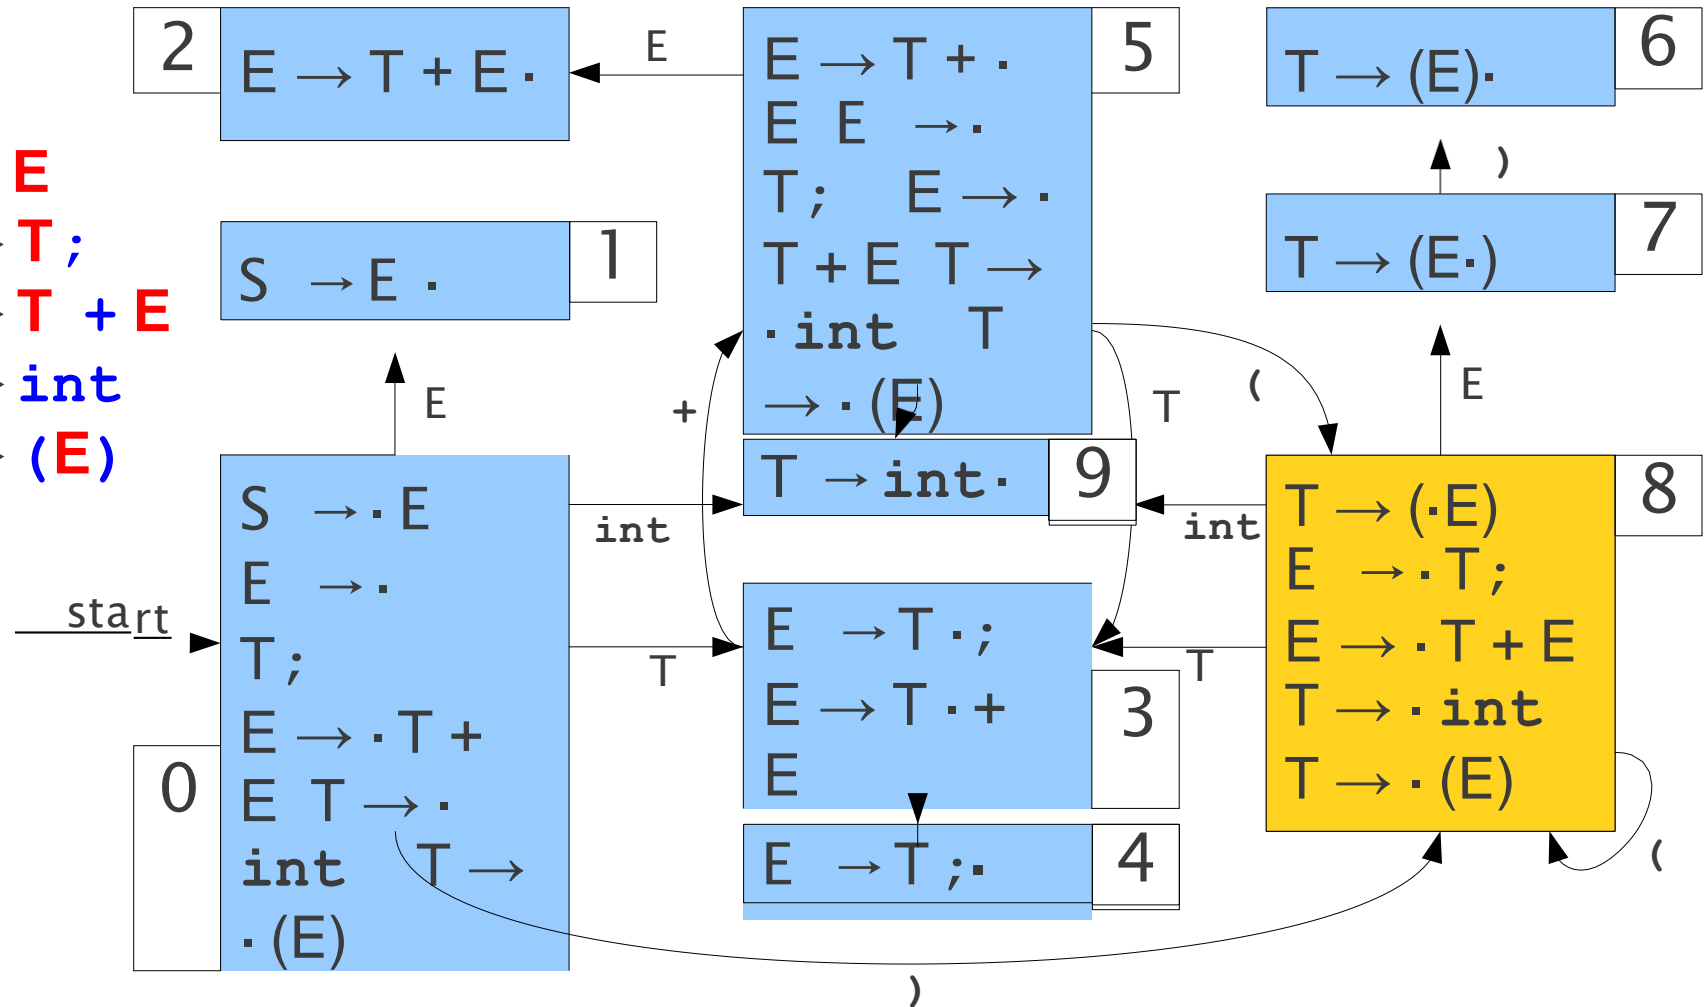 2
E → T + E ·
E
E → T + ·
E E → ·
T; E → ·
T + E T →
· int T
→ · (E)
5
T → (E)·
6
)
T → (E·)
7
E
T ;
T + E
int
(E)
S → E ·
1
E
+
T
(
E
T → int·
9
int
int
S → · E
E → ·
T;
E → · T +
E T → ·
int T →
· (E)
0
start
T
E → T · ;
E → T · +
E
3
T
T → (·E)
E → · T ;
E → · T + E
T → · int
T → · (E)
8
(
E → T ;·
4
)